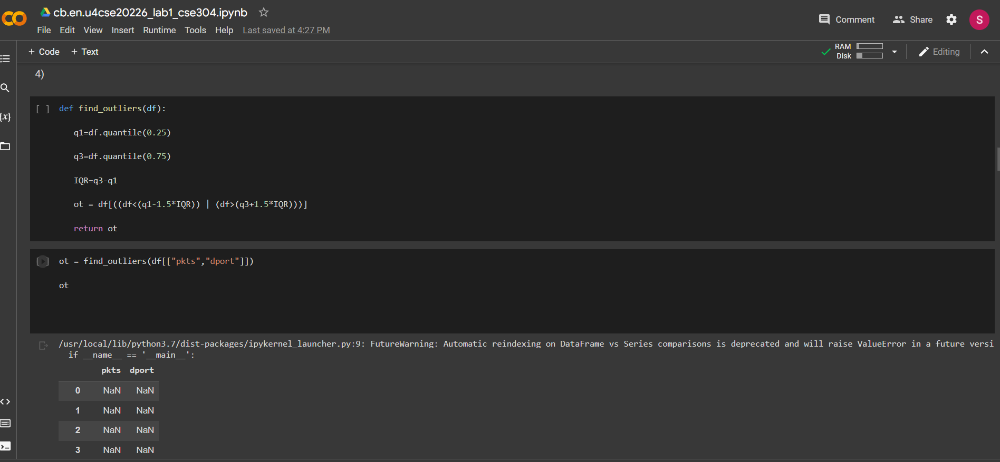 cb.en.u4cse20226_lab1_cse304.ipynb
File Edit View Insert Runtime Tools Help Last saved at 4:27 PM
Comment Share S
+ Code + Text
RAM
Disk
Editing
4)
[ ] def find_outliers(df):
q1=df.quantile(0.25)
q3=df.quantile(0.75)
IQR=q3-q1
ot = df[((df<(q1-1.5*IQR)) | (df>(q3+1.5*IQR)))]
return ot
[ ] ot = find_outliers(df[["pkts","dport"]])
ot
/usr/local/lib/python3.7/dist-packages/ipykernel_launcher.py:9: FutureWarning: Automatic reindexing on DataFrame vs Series comparisons is deprecated and will raise ValueError in a future versi
if __name__ == '__main__':
pkts dport
0 NaN NaN
1 NaN NaN
2 NaN NaN
3 NaN NaN
{x}